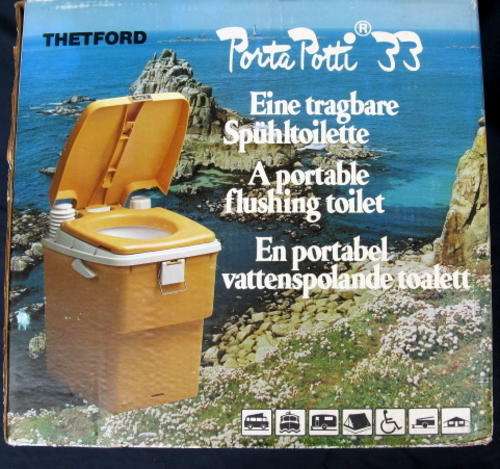 THETFORD
Porta Potti® 33
Eine tragbare
Spühltoilette
A portable
flushing toilet
En portabel
vattenspolande toalett